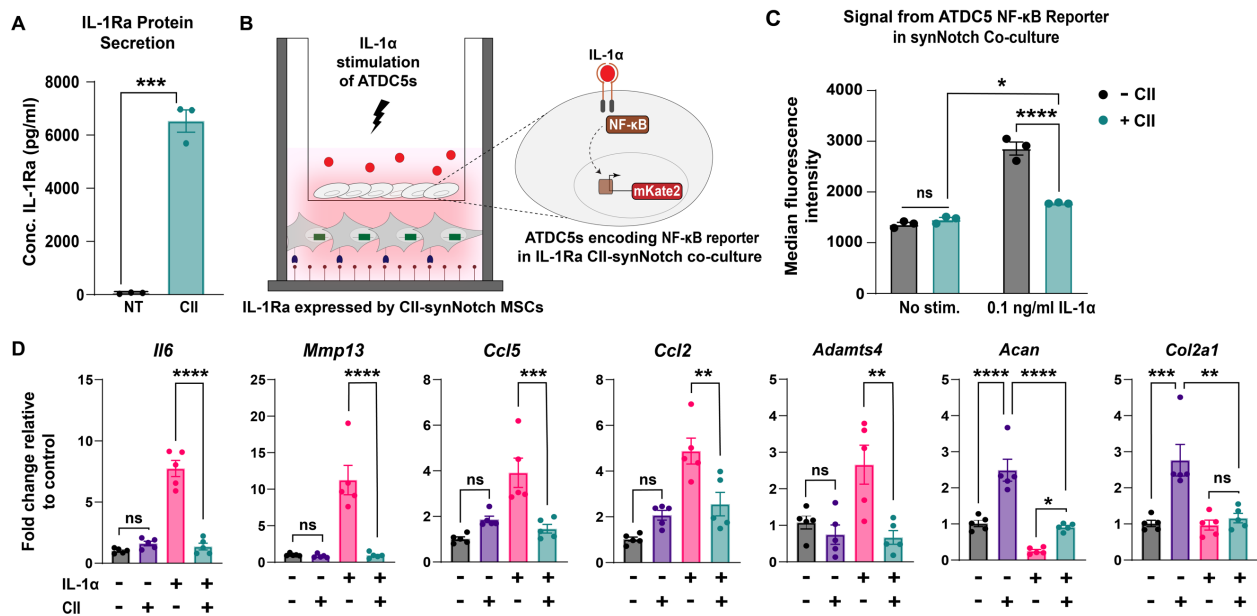 A
IL-1Ra Protein
Secretion
Conc. IL-1Ra (pg/ml)
8000
6000
4000
2000
0
***
NT
CII
B
IL-1α
stimulation
of ATDC5s
IL-1α
NF-κB
mKate2
ATDC5s encoding NF-κB reporter
in IL-1Ra CII-synNotch co-culture
IL-1Ra expressed by CII-synNotch MSCs
C
Signal from ATDC5 NF-κB Reporter
in synNotch Co-culture
Median fluorescence
intensity
4000
3000
2000
1000
0
ns
*
****
− CII
+ CII
No stim.
0.1 ng/ml IL-1α
D
Fold change relative
to control
Il6
15
10
5
0
ns
****
IL-1α - - + +
CII - + - +
Mmp13
25
20
15
10
5
0
ns
****
- - + +
- + - +
Ccl5
8
6
4
2
0
ns
***
- - + +
- + - +
Ccl2
8
6
4
2
0
ns
**
- - + +
- + - +
Adamts4
5
4
3
2
1
0
ns
**
- - + +
- + - +
Acan
5
4
3
2
1
0
****
****
*
- - + +
- + - +
Col2a1
5
4
3
2
1
0
***
**
ns
- - + +
- + - +